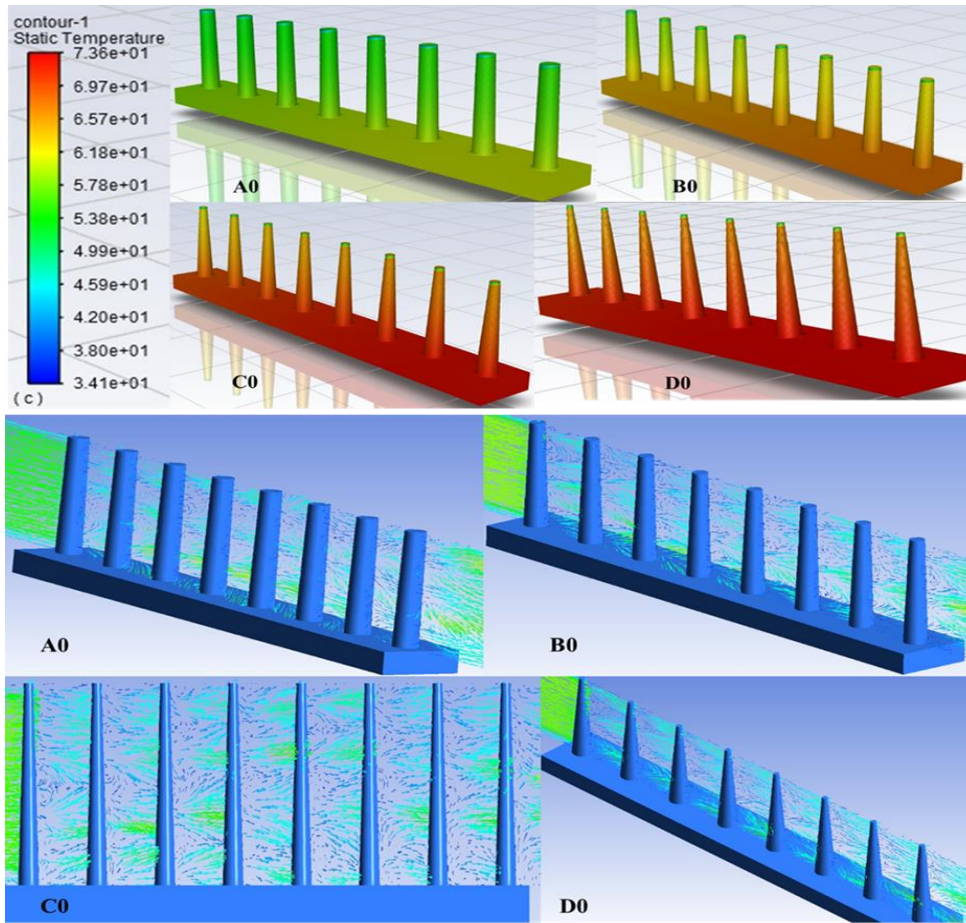 contour-1
Static Temperature
7.36e+01
6.97e+01
6.57e+01
6.18e+01
5.78e+01
5.38e+01
4.99e+01
4.59e+01
4.20e+01
3.80e+01
3.41e+01
(c)
A0
B0
C0
D0
A0
B0
C0
D0